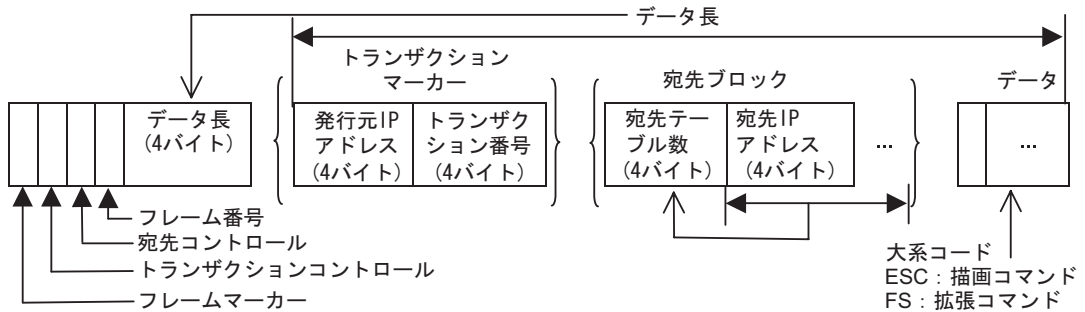 データ長
トランザクション
マーカー
宛先ブロック
データ
データ長
(4バイト)
発行元IP
アドレス
(4バイト)
トランザク
ション番号
(4バイト)
宛先テー
ブル数
(4バイト)
宛先IP
アドレス
(4バイト)
...
...
フレーム番号
宛先コントロール
トランザクションコントロール
フレームマーカー
大系コード
ESC：描画コマンド
FS：拡張コマンド